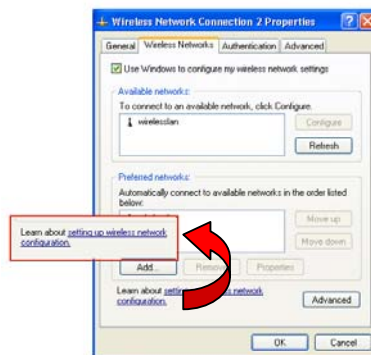 Wireless Network Connection 2 Properties
General Wireless Networks Authentication Advanced
Use Windows to configure my wireless network settings
Available networks:
To connect to an available network, click Configure.
wirelesslan
Configure
Refresh
Preferred networks:
Automatically connect to available networks in the order listed
below:
Move up
Move down
Learn about setting up wireless network
configuration.
Add... Remove Properties
Learn about setting network
configuration.
Advanced
OK Cancel